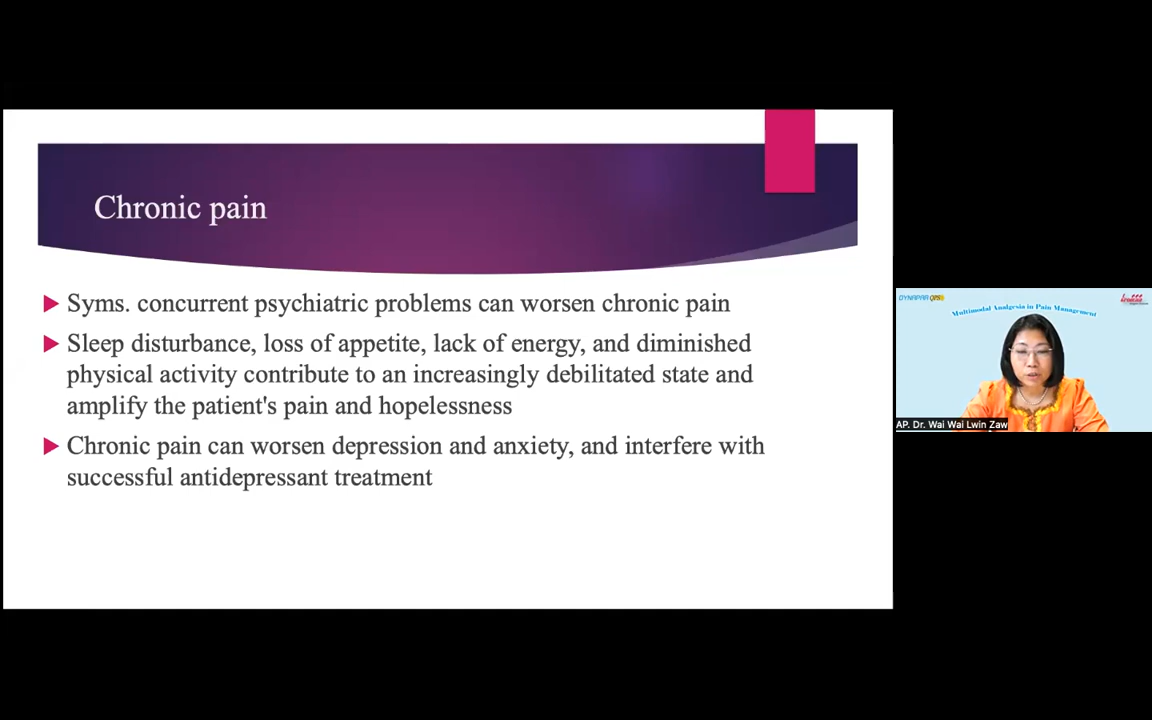 Chronic pain
Syms. concurrent psychiatric problems can worsen chronic pain
Sleep disturbance, loss of appetite, lack of energy, and diminished
physical activity contribute to an increasingly debilitated state and
amplify the patient's pain and hopelessness
Chronic pain can worsen depression and anxiety, and interfere with
successful antidepressant treatment
DYNAPAR QPS
Multimodal Analgesia in Pain Management
AP. Dr. Wai Wai Lwin Zaw